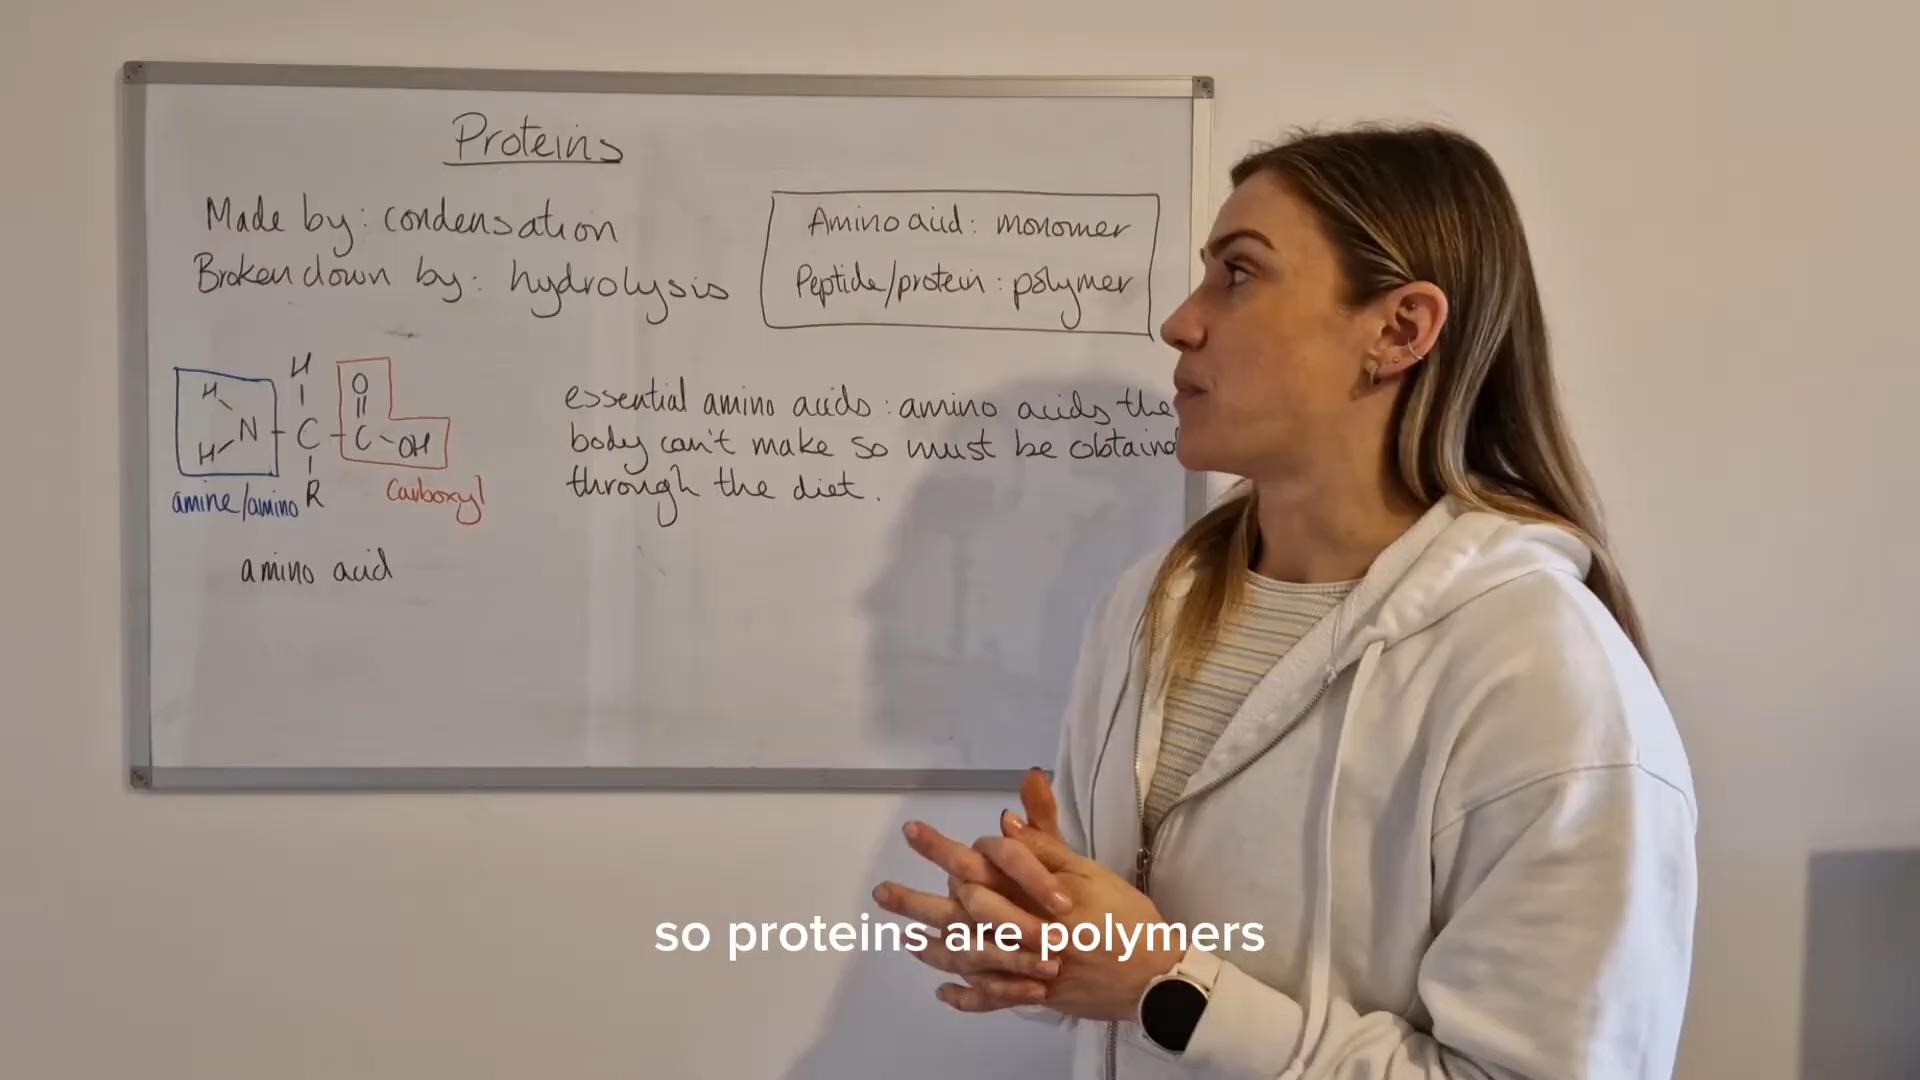 Proteins
Made by: condensation
Broken down by: hydrolysis
Amino acid: monomer
Peptide/protein: polymer
H
H
N
H
C
R
O
C
OH
amine/amino
carboxyl
amino acid
essential amino acids: amino acids the
body can't make so must be obtained
through the diet.
so proteins are polymers